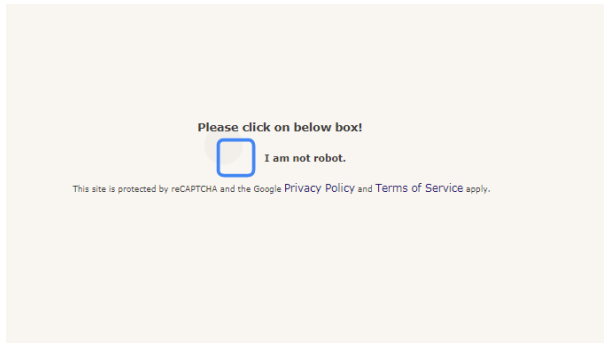 Please click on below box!
I am not robot.
This site is protected by reCAPTCHA and the Google Privacy Policy and Terms of Service apply.